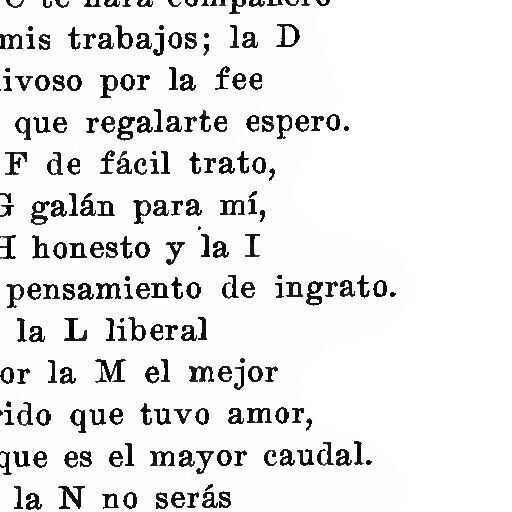 C te hará compañero
mis trabajos; la D
ivoso por la fee
que regalarte espero.
F de fácil trato,
G galán para mí,
H honesto y la I
pensamiento de ingrato.
la L liberal
or la M el mejor
rido que tuvo amor,
que es el mayor caudal.
la N no serás